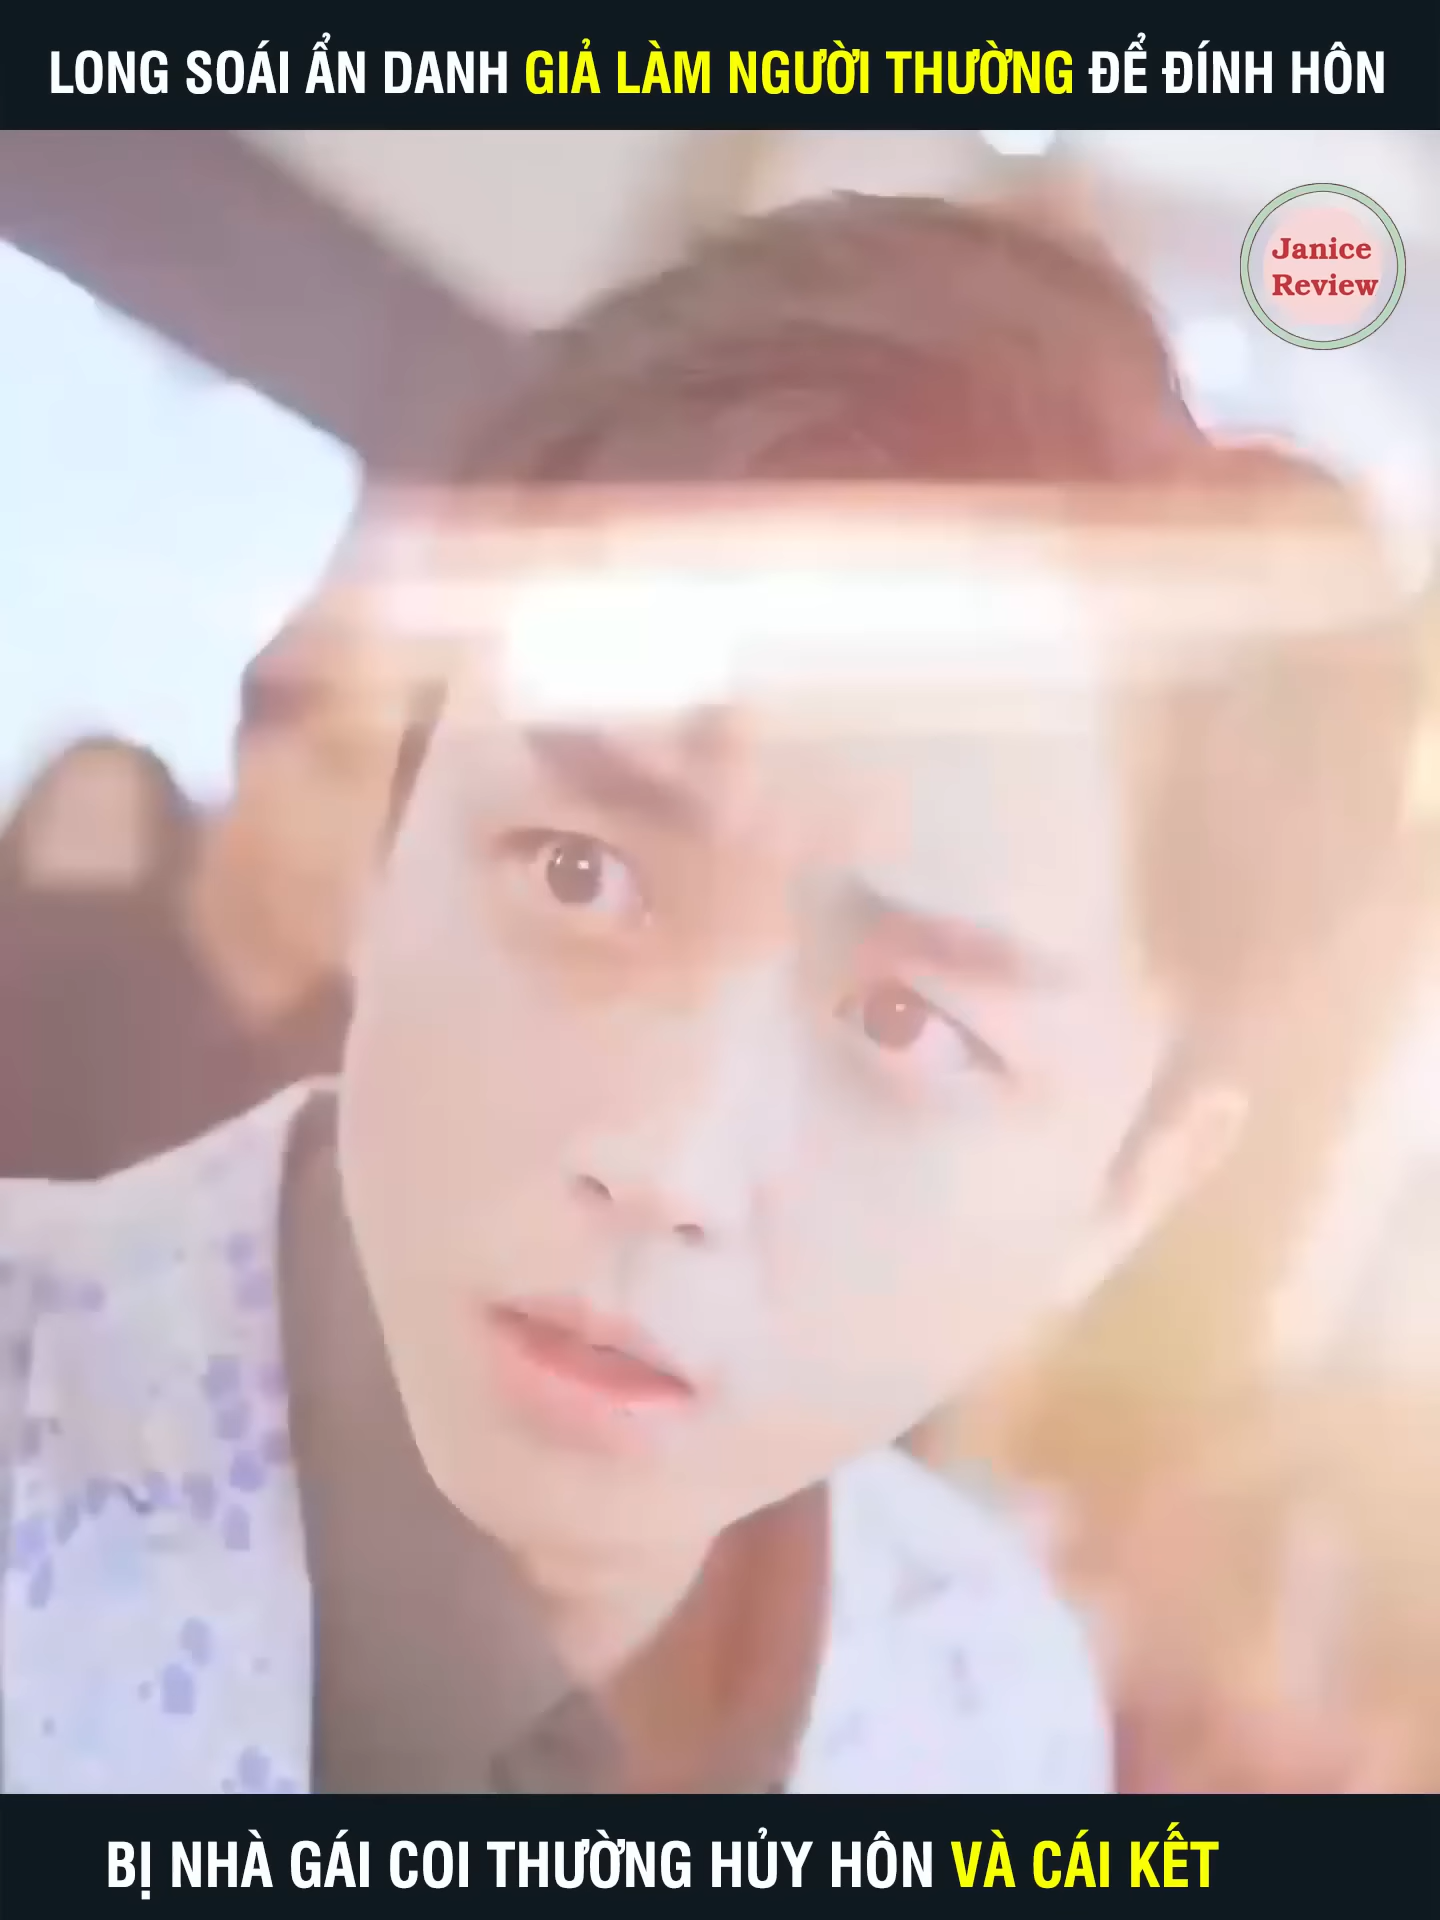 LONG SOÁI ẨN DANH GIẢ LÀM NGƯỜI THƯỜNG ĐỂ ĐÍNH HÔN
Janice
Review
BỊ NHÀ GÁI COI THƯỜNG HỦY HÔN VÀ CÁI KẾT